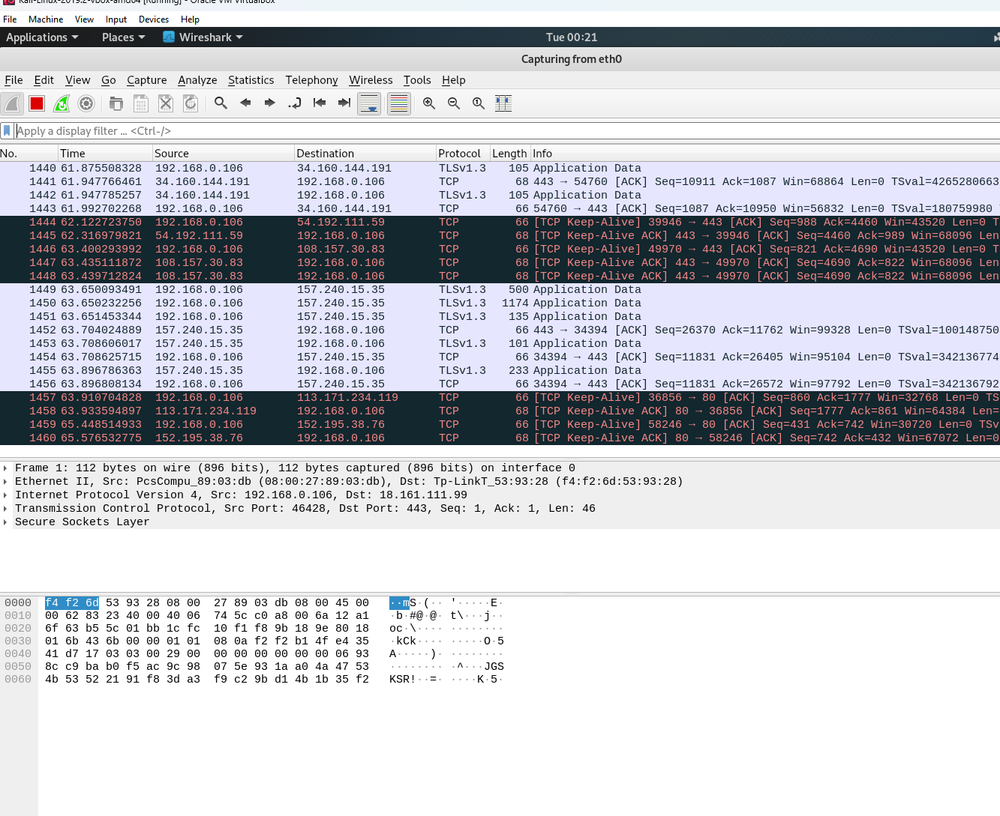 Kali-Linux-2019.2-vbox-amd64 [Running] - Oracle VM VirtualBox
File Machine View Input Devices Help
Applications Places Wireshark Tue 00:21
Capturing from eth0
File Edit View Go Capture Analyze Statistics Telephony Wireless Tools Help
Apply a display filter ... <Ctrl-/>
No. Time Source Destination Protocol Length Info
1440 61.875508328 192.168.0.106 34.160.144.191 TLSv1.3 105 Application Data
1441 61.947766461 34.160.144.191 192.168.0.106 TCP 68 443 → 54760 [ACK] Seq=10911 Ack=1087 Win=68864 Len=0 TSval=4265280663
1442 61.947785257 34.160.144.191 192.168.0.106 TLSv1.3 105 Application Data
1443 61.992702268 192.168.0.106 34.160.144.191 TCP 66 54760 → 443 [ACK] Seq=1087 Ack=10950 Win=56832 Len=0 TSval=180759980
1444 62.122723750 192.168.0.106 54.192.111.59 TCP 66 [TCP Keep-Alive] 39946 → 443 [ACK] Seq=988 Ack=4460 Win=43520 Len=0 T
1445 62.316979821 54.192.111.59 192.168.0.106 TCP 68 [TCP Keep-Alive ACK] 443 → 39946 [ACK] Seq=4460 Ack=989 Win=68096 Len
1446 63.400293992 192.168.0.106 108.157.30.83 TCP 66 [TCP Keep-Alive] 49970 → 443 [ACK] Seq=821 Ack=4690 Win=43520 Len=0 T
1447 63.435111872 108.157.30.83 192.168.0.106 TCP 68 [TCP Keep-Alive ACK] 443 → 49970 [ACK] Seq=4690 Ack=822 Win=68096 Len
1448 63.439712824 108.157.30.83 192.168.0.106 TCP 68 [TCP Keep-Alive ACK] 443 → 49970 [ACK] Seq=4690 Ack=822 Win=68096 Len
1449 63.650093491 192.168.0.106 157.240.15.35 TLSv1.3 500 Application Data
1450 63.650232256 192.168.0.106 157.240.15.35 TLSv1.3 1174 Application Data
1451 63.651453344 192.168.0.106 157.240.15.35 TLSv1.3 135 Application Data
1452 63.704024889 157.240.15.35 192.168.0.106 TCP 66 443 → 34394 [ACK] Seq=26370 Ack=11762 Win=99328 Len=0 TSval=100148750
1453 63.708606017 157.240.15.35 192.168.0.106 TLSv1.3 101 Application Data
1454 63.708625715 192.168.0.106 157.240.15.35 TCP 66 34394 → 443 [ACK] Seq=11831 Ack=26405 Win=95104 Len=0 TSval=342136774
1455 63.896786363 157.240.15.35 192.168.0.106 TLSv1.3 233 Application Data
1456 63.896808134 192.168.0.106 157.240.15.35 TCP 66 34394 → 443 [ACK] Seq=11831 Ack=26572 Win=97792 Len=0 TSval=342136792
1457 63.910704828 192.168.0.106 113.171.234.119 TCP 66 [TCP Keep-Alive] 36856 → 80 [ACK] Seq=860 Ack=1777 Win=32768 Len=0 TS
1458 63.933594897 113.171.234.119 192.168.0.106 TCP 68 [TCP Keep-Alive ACK] 80 → 36856 [ACK] Seq=1777 Ack=861 Win=64384 Len=
1459 65.448514933 192.168.0.106 152.195.38.76 TCP 66 [TCP Keep-Alive] 58246 → 80 [ACK] Seq=431 Ack=742 Win=30720 Len=0 TSv
1460 65.576532775 152.195.38.76 192.168.0.106 TCP 68 [TCP Keep-Alive ACK] 80 → 58246 [ACK] Seq=742 Ack=432 Win=67072 Len=0
Frame 1: 112 bytes on wire (896 bits), 112 bytes captured (896 bits) on interface 0
Ethernet II, Src: PcsCompu_89:03:db (08:00:27:89:03:db), Dst: Tp-LinkT_53:93:28 (f4:f2:6d:53:93:28)
Internet Protocol Version 4, Src: 192.168.0.106, Dst: 18.161.111.99
Transmission Control Protocol, Src Port: 46428, Dst Port: 443, Seq: 1, Ack: 1, Len: 46
Secure Sockets Layer
0000 f4 f2 6d 53 93 28 08 00 27 89 03 db 08 00 45 00 ··mS·(·· '·····E·
0010 00 62 83 23 40 00 40 06 74 5c c0 a8 00 6a 12 a1 ·b·#@·@· t\···j··
0020 6f 63 b5 5c 01 bb 1c fc 10 f1 f8 9b 18 9e 80 18 oc·\···· ········
0030 01 6b 43 6b 00 00 01 01 08 0a f2 f2 b1 4f e4 35 ·kCk···· ·····O·5
0040 41 d7 17 03 03 00 29 00 00 00 00 00 00 00 06 93 A·····)· ········
0050 8c c9 ba b0 f5 ac 9c 98 07 5e 93 1a a0 4a 47 53 ········ ·^···JGS
0060 4b 53 52 21 91 f8 3d a3 f9 c2 9b d1 4b 1b 35 f2 KSR!··=· ····K·5·